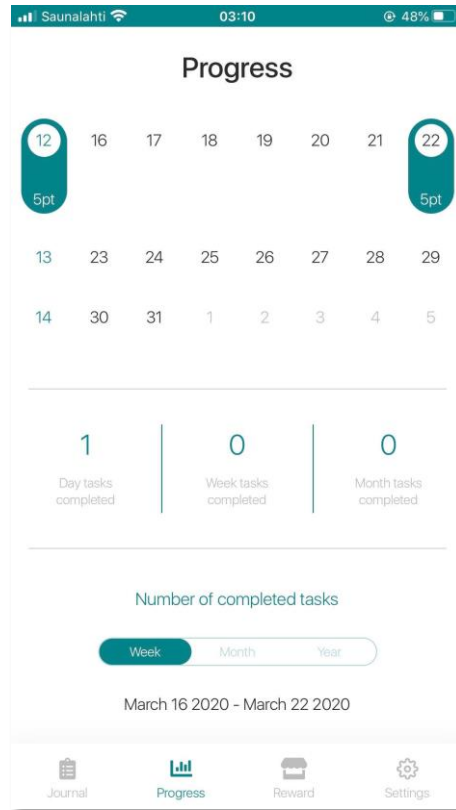 Saunalahti 03:10 48%
Progress
12 16 17 18 19 20 21 22
5pt 5pt
13 23 24 25 26 27 28 29
14 30 31 1 2 3 4 5
1 0 0
Day tasks Week tasks Month tasks
completed completed completed
Number of completed tasks
Week Month Year
March 16 2020 - March 22 2020
Journal Progress Reward Settings